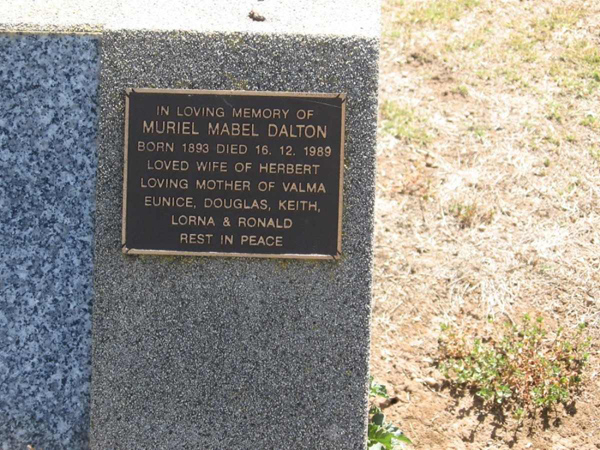 IN LOVING MEMORY OF
MURIEL MABEL DALTON
BORN 1893 DIED 16. 12. 1989
LOVED WIFE OF HERBERT
LOVING MOTHER OF VALMA
EUNICE, DOUGLAS, KEITH,
LORNA & RONALD
REST IN PEACE